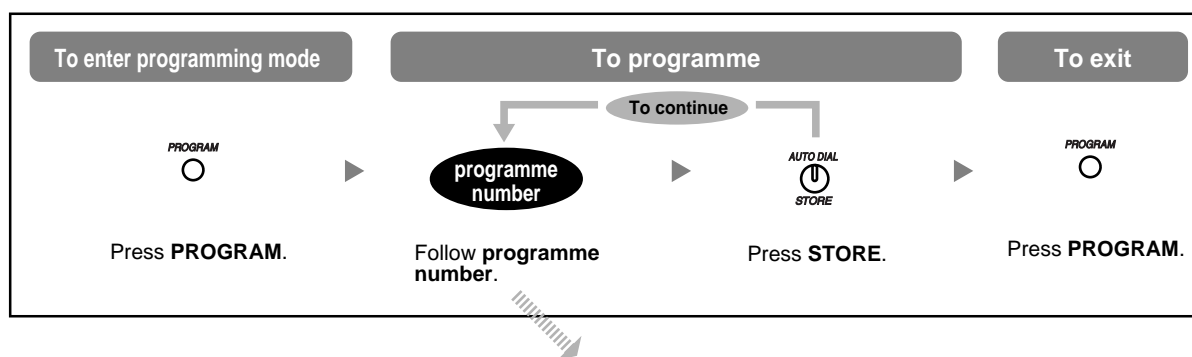 To enter programming mode
To programme
To exit
To continue
PROGRAM
programme
number
AUTO DIAL
STORE
PROGRAM
Press PROGRAM.
Follow programme
number.
Press STORE.
Press PROGRAM.